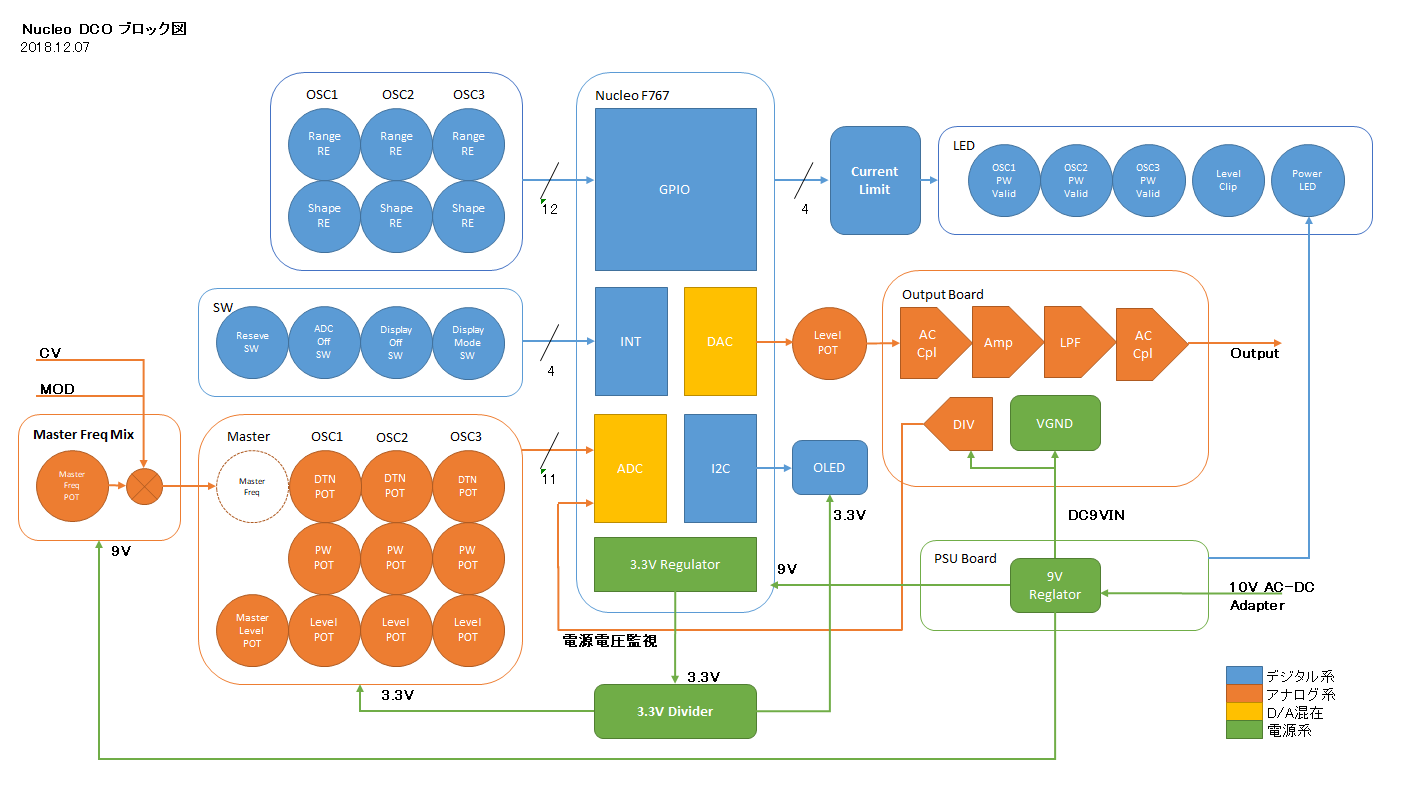 Nucleo DCO ブロック図
2018.12.07
OSC1 OSC2 OSC3
Range
RE
Range
RE
Range
RE
Shape
RE
Shape
RE
Shape
RE
12
Nucleo F767
GPIO
4
Current
Limit
LED
OSC1
PW
Valid
OSC2
PW
Valid
OSC3
PW
Valid
Level
Clip
Power
LED
SW
Reseve
SW
ADC
Off
SW
Display
Off
SW
Display
Mode
SW
4
INT
DAC
Level
POT
Output Board
AC
Cpl
Amp
LPF
AC
Cpl
Output
DIV
VGND
CV
MOD
Master Freq Mix
Master
Freq
POT
9V
Master OSC1 OSC2 OSC3
Master
Freq
DTN
POT
DTN
POT
DTN
POT
PW
POT
PW
POT
PW
POT
Master
Level
POT
Level
POT
Level
POT
Level
POT
11
ADC
I2C
OLED
3.3V
3.3V Regulator
9V
DC9VIN
PSU Board
9V
Reglator
10V AC-DC
Adapter
電源電圧監視
3.3V
3.3V
3.3V Divider
デジタル系
アナログ系
D/A混在
電源系